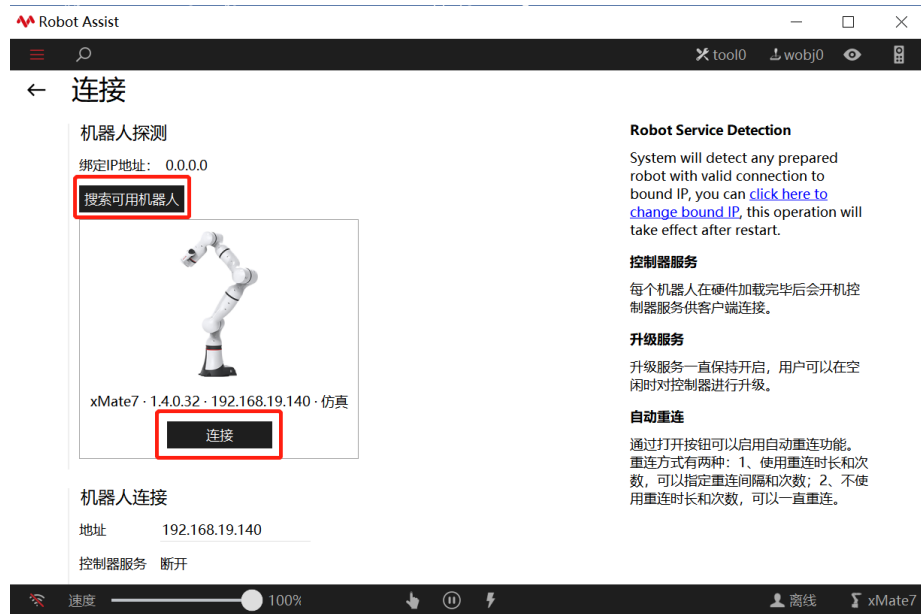 Robot Assist
tool0
wobj0
连接
机器人探测
绑定IP地址： 0.0.0.0
搜索可用机器人
xMate7 · 1.4.0.32 · 192.168.19.140 · 仿真
连接
机器人连接
地址 192.168.19.140
控制器服务 断开
Robot Service Detection
System will detect any prepared
robot with valid connection to
bound IP, you can click here to
change bound IP, this operation will
take effect after restart.
控制器服务
每个机器人在硬件加载完毕后会开机控
制器服务供客户端连接。
升级服务
升级服务一直保持开启，用户可以在空
闲时对控制器进行升级。
自动重连
通过打开按钮可以启用自动重连功能。
重连方式有两种：1、使用重连时长和次
数，可以指定重连间隔和次数；2、不使
用重连时长和次数，可以一直重连。
速度 100%
离线
xMate7